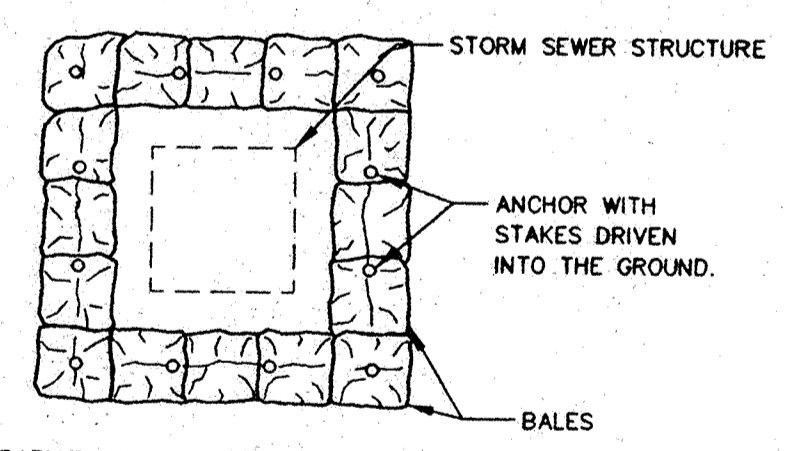 STORM SEWER STRUCTURE
ANCHOR WITH
STAKES DRIVEN
INTO THE GROUND.
BALES